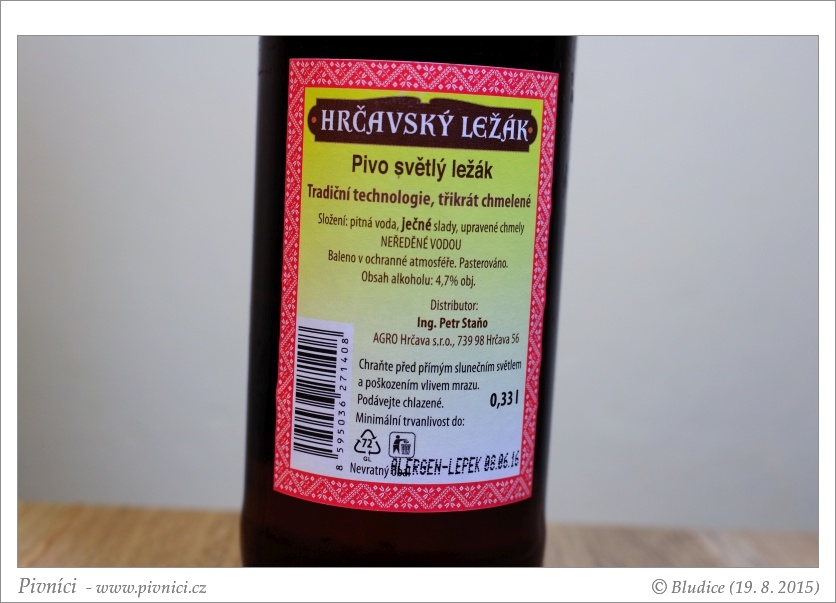 HRČAVSKÝ LEŽÁK
Pivo světlý ležák
Tradiční technologie, třikrát chmelené
Složení: pitná voda, ječné slady, upravené chmely
NEŘEDĚNÉ VODOU
Baleno v ochranné atmosféře. Pasterováno.
Obsah alkoholu: 4,7% obj.
Distributor:
Ing. Petr Staňo
AGRO Hrčava s.r.o., 739 98 Hrčava 56
Chraňte před přímým slunečním světlem
a poškozením vlivem mrazu.
Podávejte chlazené. 0,33 l
Minimální trvanlivost do:
72
GL
ALERGEN-LEPEK 08.06.16
Nevratný obal
8 595036 271408
Pivníci - www.pivnici.cz
© Bludice (19. 8. 2015)